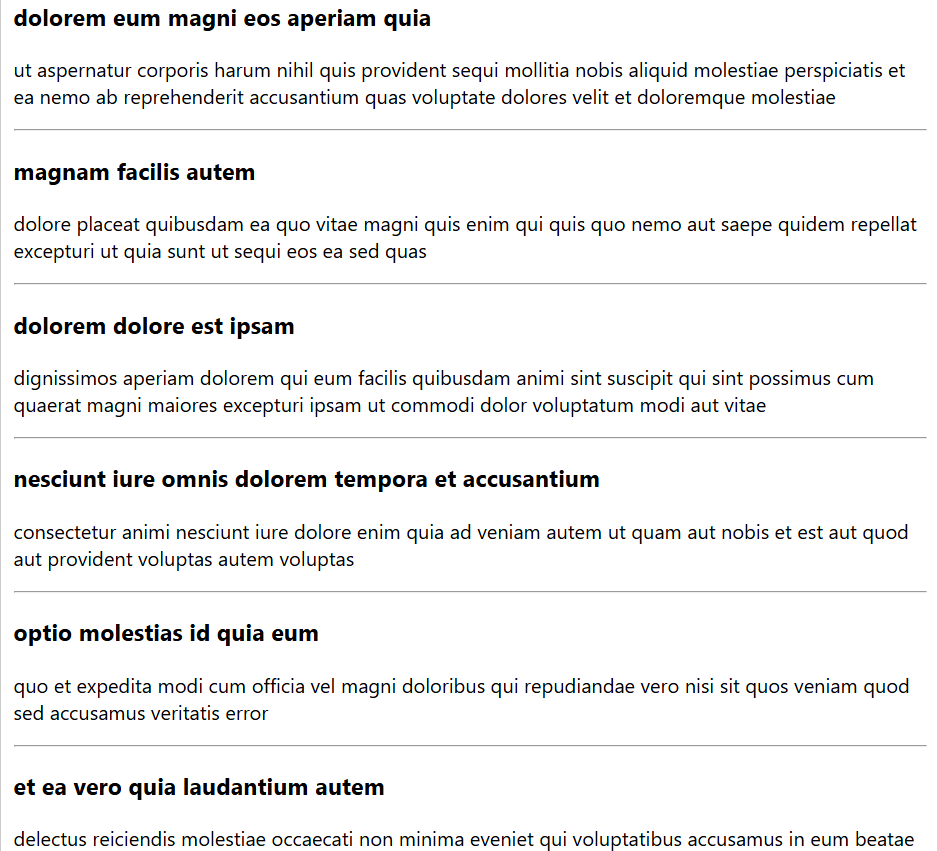 dolorem eum magni eos aperiam quia
ut aspernatur corporis harum nihil quis provident sequi mollitia nobis aliquid molestiae perspiciatis et
ea nemo ab reprehenderit accusantium quas voluptate dolores velit et doloremque molestiae
magnam facilis autem
dolore placeat quibusdam ea quo vitae magni quis enim qui quis quo nemo aut saepe quidem repellat
excepturi ut quia sunt ut sequi eos ea sed quas
dolorem dolore est ipsam
dignissimos aperiam dolorem qui eum facilis quibusdam animi sint suscipit qui sint possimus cum
quaerat magni maiores excepturi ipsam ut commodi dolor voluptatum modi aut vitae
nesciunt iure omnis dolorem tempora et accusantium
consectetur animi nesciunt iure dolore enim quia ad veniam autem ut quam aut nobis et est aut quod
aut provident voluptas autem voluptas
optio molestias id quia eum
quo et expedita modi cum officia vel magni doloribus qui repudiandae vero nisi sit quos veniam quod
sed accusamus veritatis error
et ea vero quia laudantium autem
delectus reiciendis molestiae occaecati non minima eveniet qui voluptatibus accusamus in eum beatae